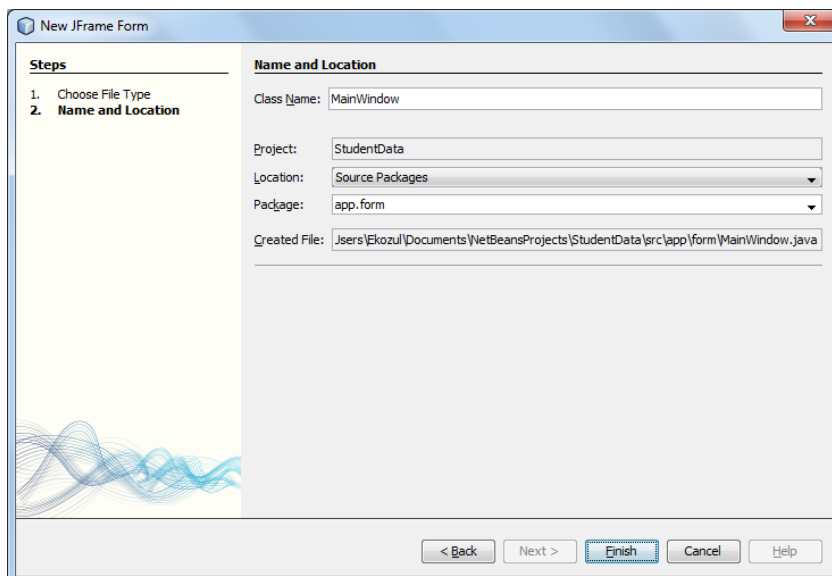 New JFrame Form
Steps
1. Choose File Type
2. Name and Location
Name and Location
Class Name: MainWindow
Project: StudentData
Location: Source Packages
Package: app.form
Created File: Jsers\Ekozul\Documents\NetBeansProjects\StudentData\src\app\form\MainWindow.java
< Back Next > Finish Cancel Help